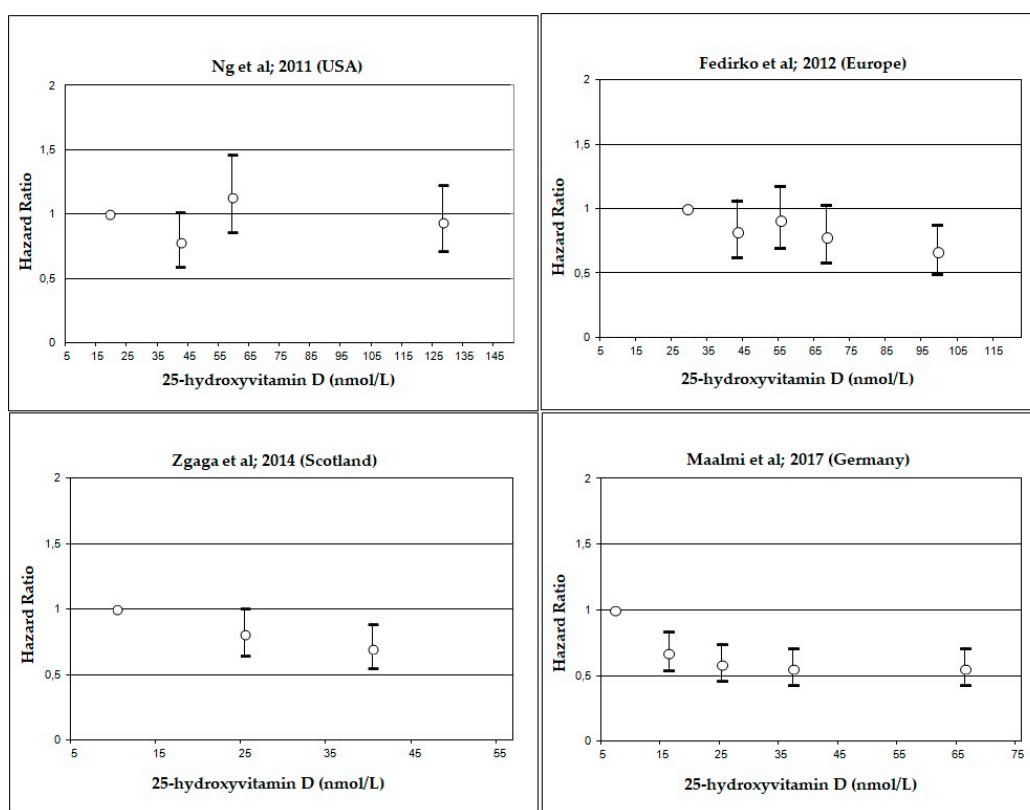 Ng et al; 2011 (USA)
2
1,5
1
0,5
0
Hazard Ratio
5 15 25 35 45 55 65 75 85 95 105 115 125 135 145
25-hydroxyvitamin D (nmol/L)
Fedirko et al; 2012 (Europe)
2
1,5
1
0,5
0
Hazard Ratio
5 15 25 35 45 55 65 75 85 95 105 115
25-hydroxyvitamin D (nmol/L)
Zgaga et al; 2014 (Scotland)
2
1,5
1
0,5
0
Hazard Ratio
5 15 25 35 45 55
25-hydroxyvitamin D (nmol/L)
Maalmi et al; 2017 (Germany)
2
1,5
1
0,5
0
Hazard Ratio
5 15 25 35 45 55 65 75
25-hydroxyvitamin D (nmol/L)